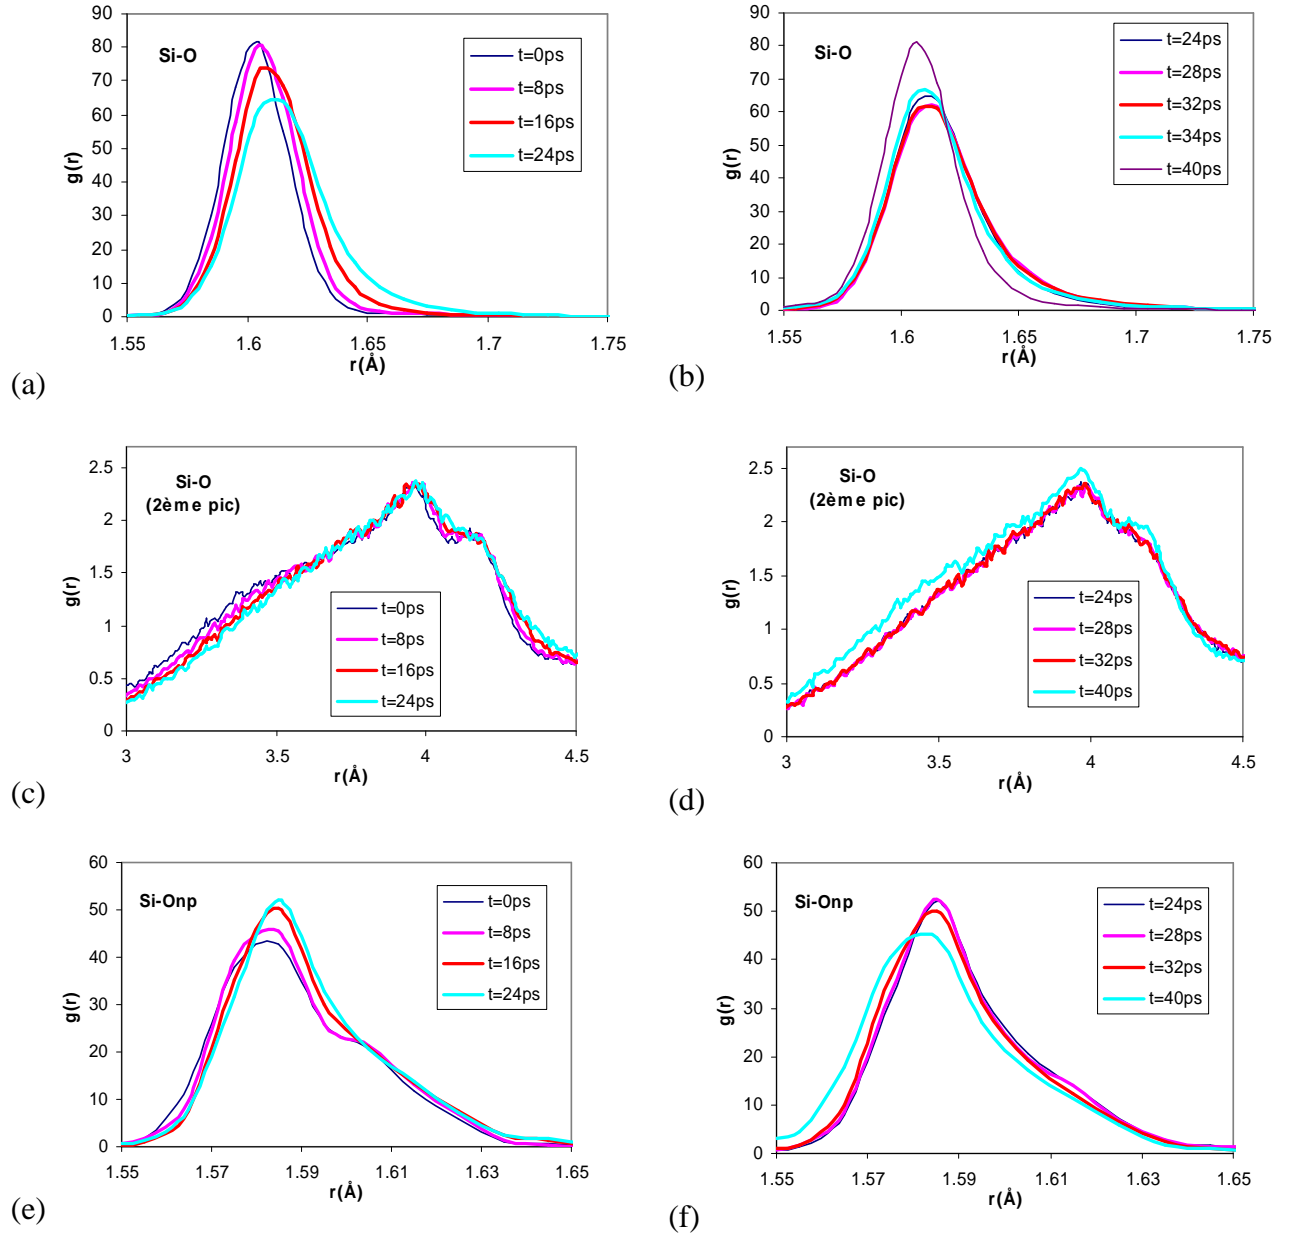 90
80
70
60
50
40
30
20
10
0
g(r)
Si-O
t=0ps
t=8ps
t=16ps
t=24ps
1.55
1.6
1.65
1.7
1.75
r(Å)
(a)
90
80
70
60
50
40
30
20
10
0
g(r)
Si-O
t=24ps
t=28ps
t=32ps
t=34ps
t=40ps
1.55
1.6
1.65
1.7
1.75
r(Å)
(b)
2.5
2
1.5
1
0.5
0
g(r)
Si-O
(2ème pic)
t=0ps
t=8ps
t=16ps
t=24ps
3
3.5
4
4.5
r(Å)
(c)
2.5
2
1.5
1
0.5
0
g(r)
Si-O
(2ème pic)
t=24ps
t=28ps
t=32ps
t=40ps
3
3.5
4
4.5
r(Å)
(d)
60
50
40
30
20
10
0
g(r)
Si-Onp
t=0ps
t=8ps
t=16ps
t=24ps
1.55
1.57
1.59
1.61
1.63
1.65
r(Å)
(e)
60
50
40
30
20
10
0
g(r)
Si-Onp
t=24ps
t=28ps
t=32ps
t=40ps
1.55
1.57
1.59
1.61
1.63
1.65
r(Å)
(f)